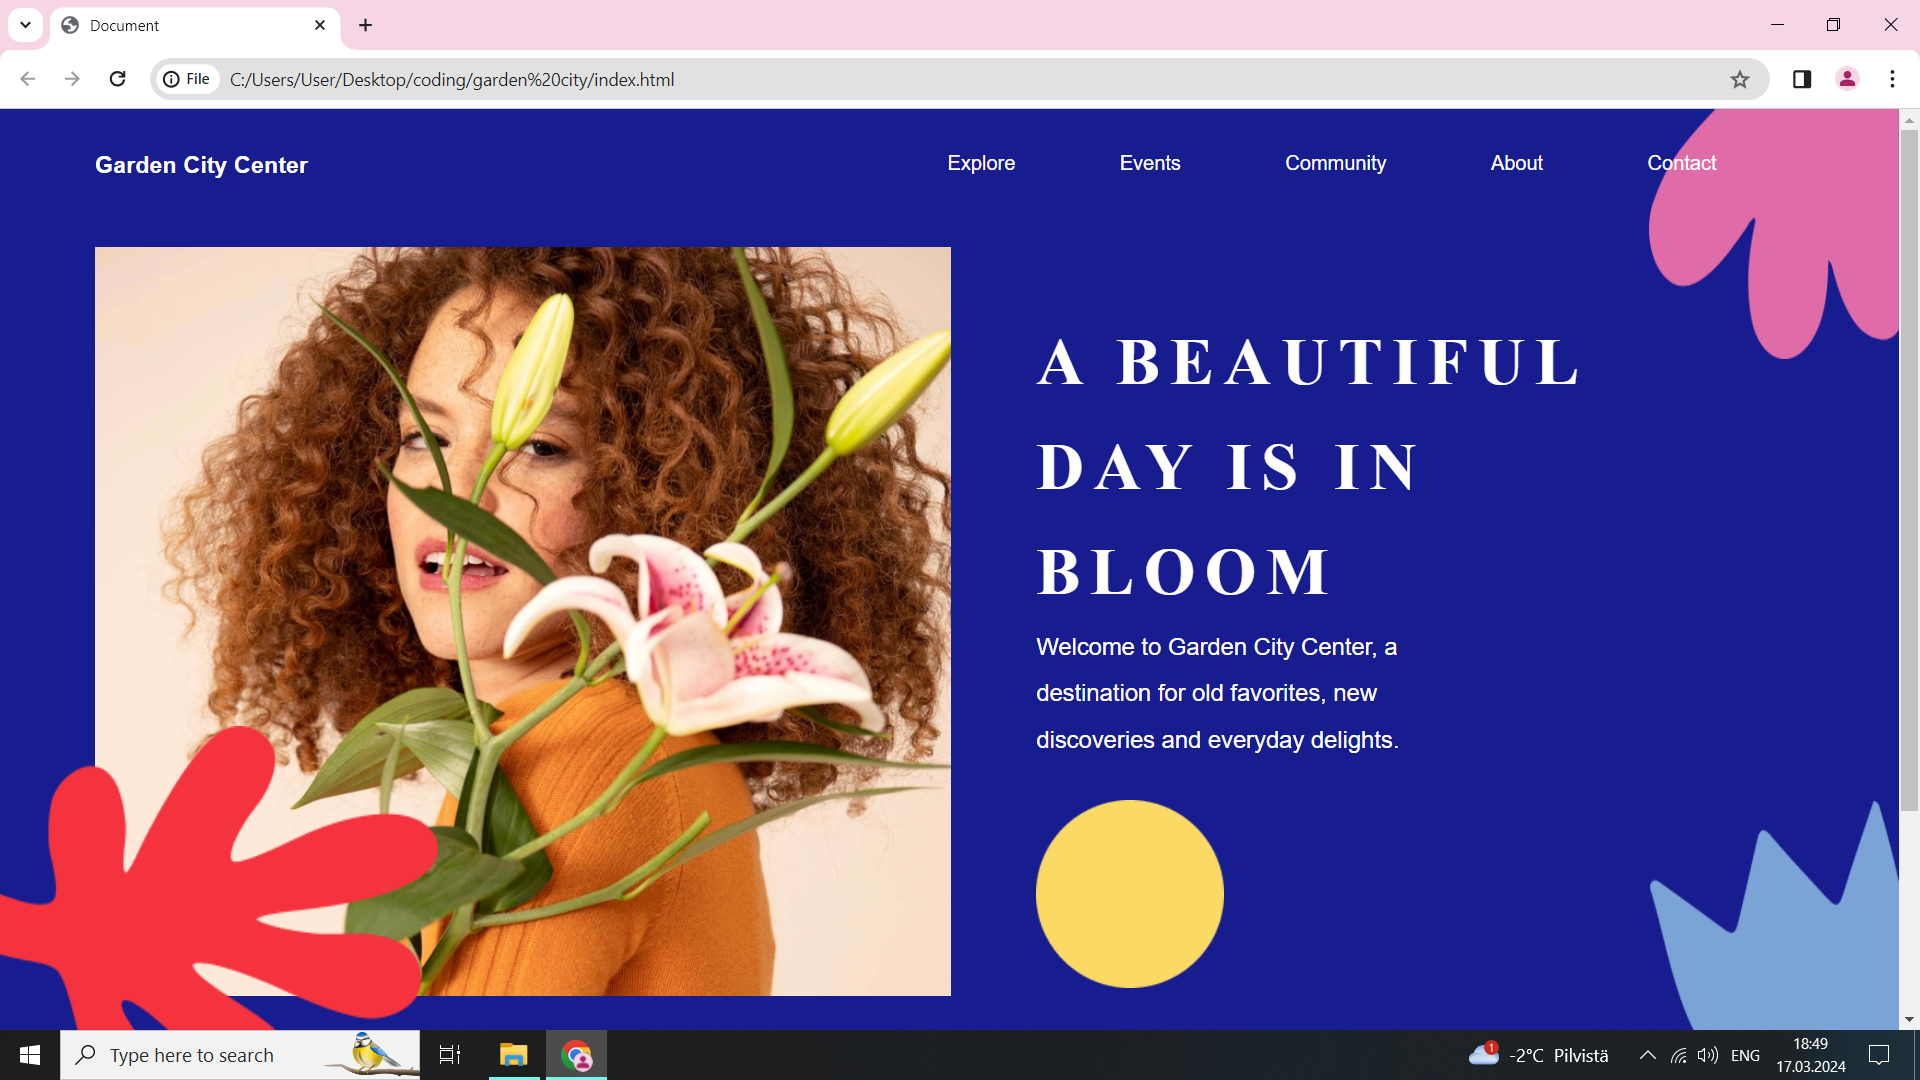 Document
File
C:/Users/User/Desktop/coding/garden%20city/index.html
Garden City Center
Explore
Events
Community
About
Contact
A BEAUTIFUL
DAY IS IN
BLOOM
Welcome to Garden City Center, a
destination for old favorites, new
discoveries and everyday delights.
Type here to search
1
-2°C Pilvistä
ENG
18:49
17.03.2024